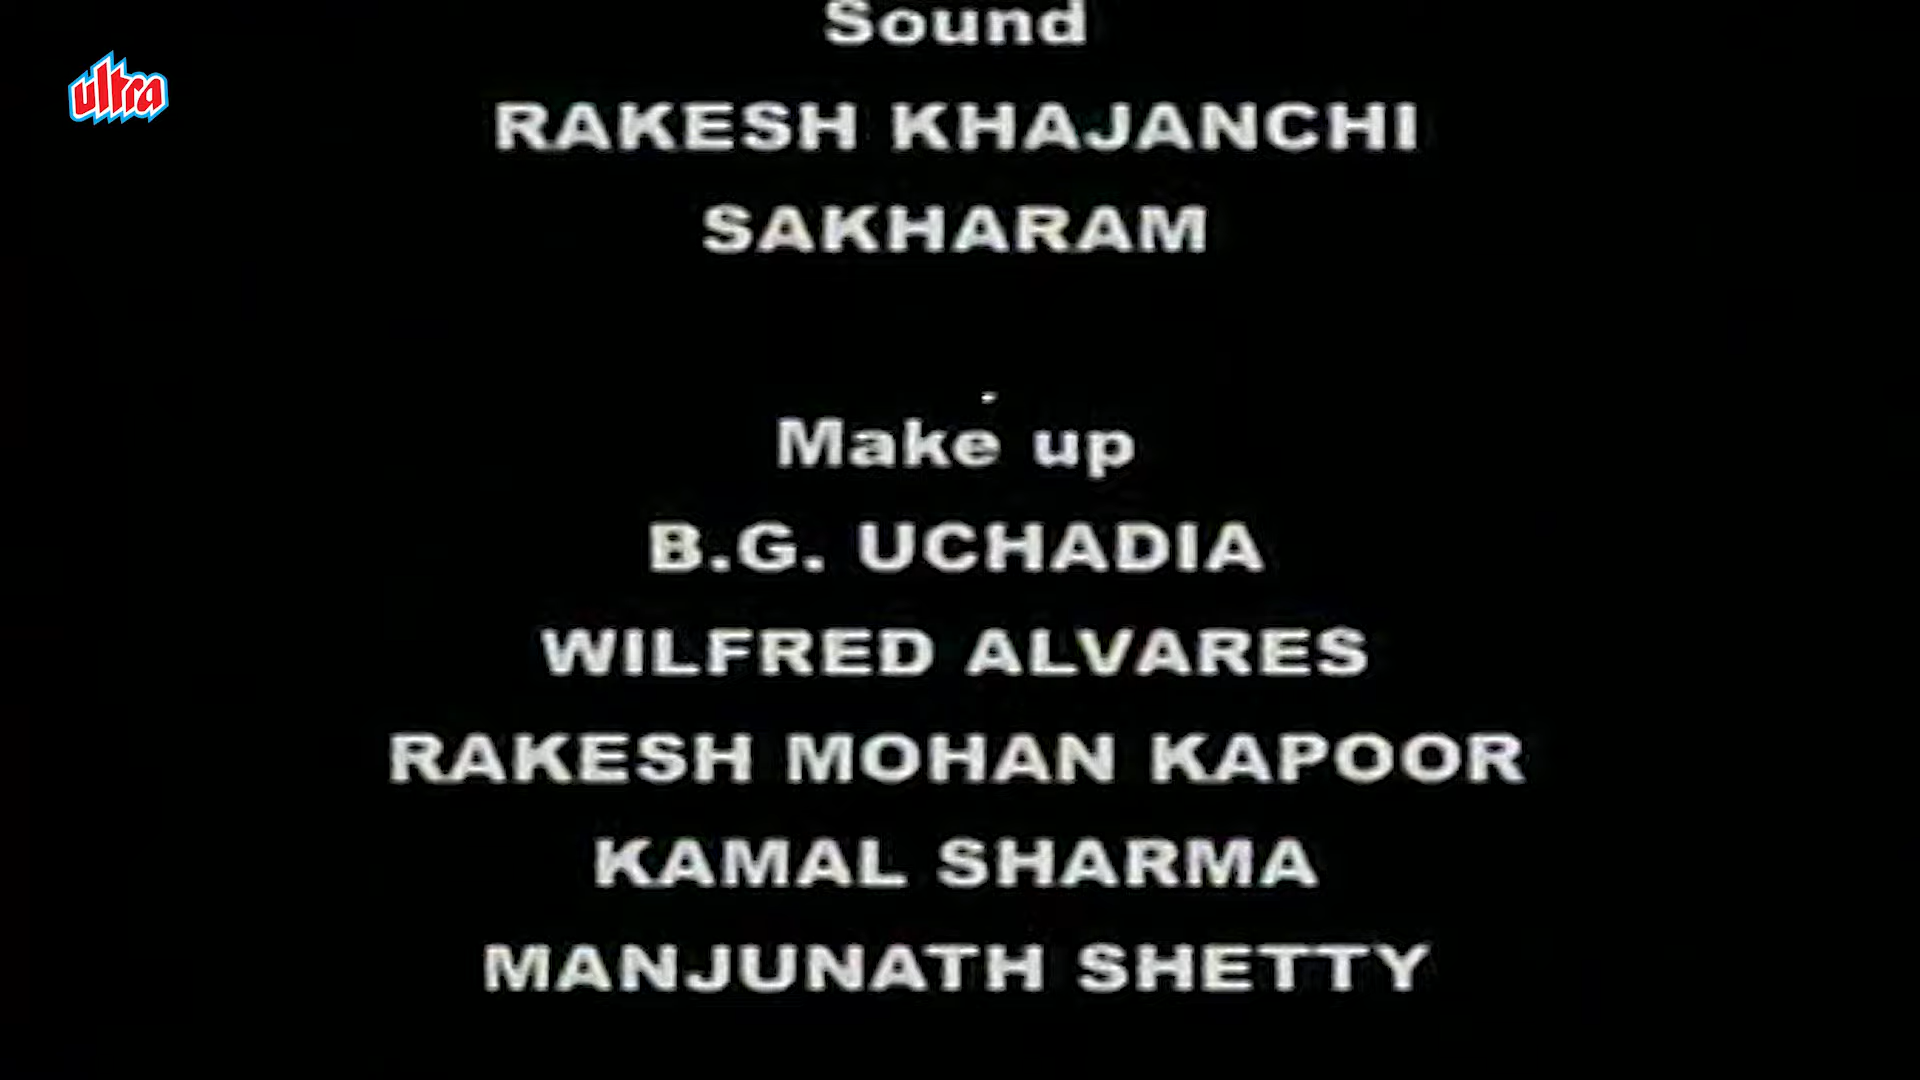 Sound
ultra
RAKESH KHAJANCHI
SAKHARAM
Make up
B.G. UCHADIA
WILFRED ALVARES
RAKESH MOHAN KAPOOR
KAMAL SHARMA
MANJUNATH SHETTY